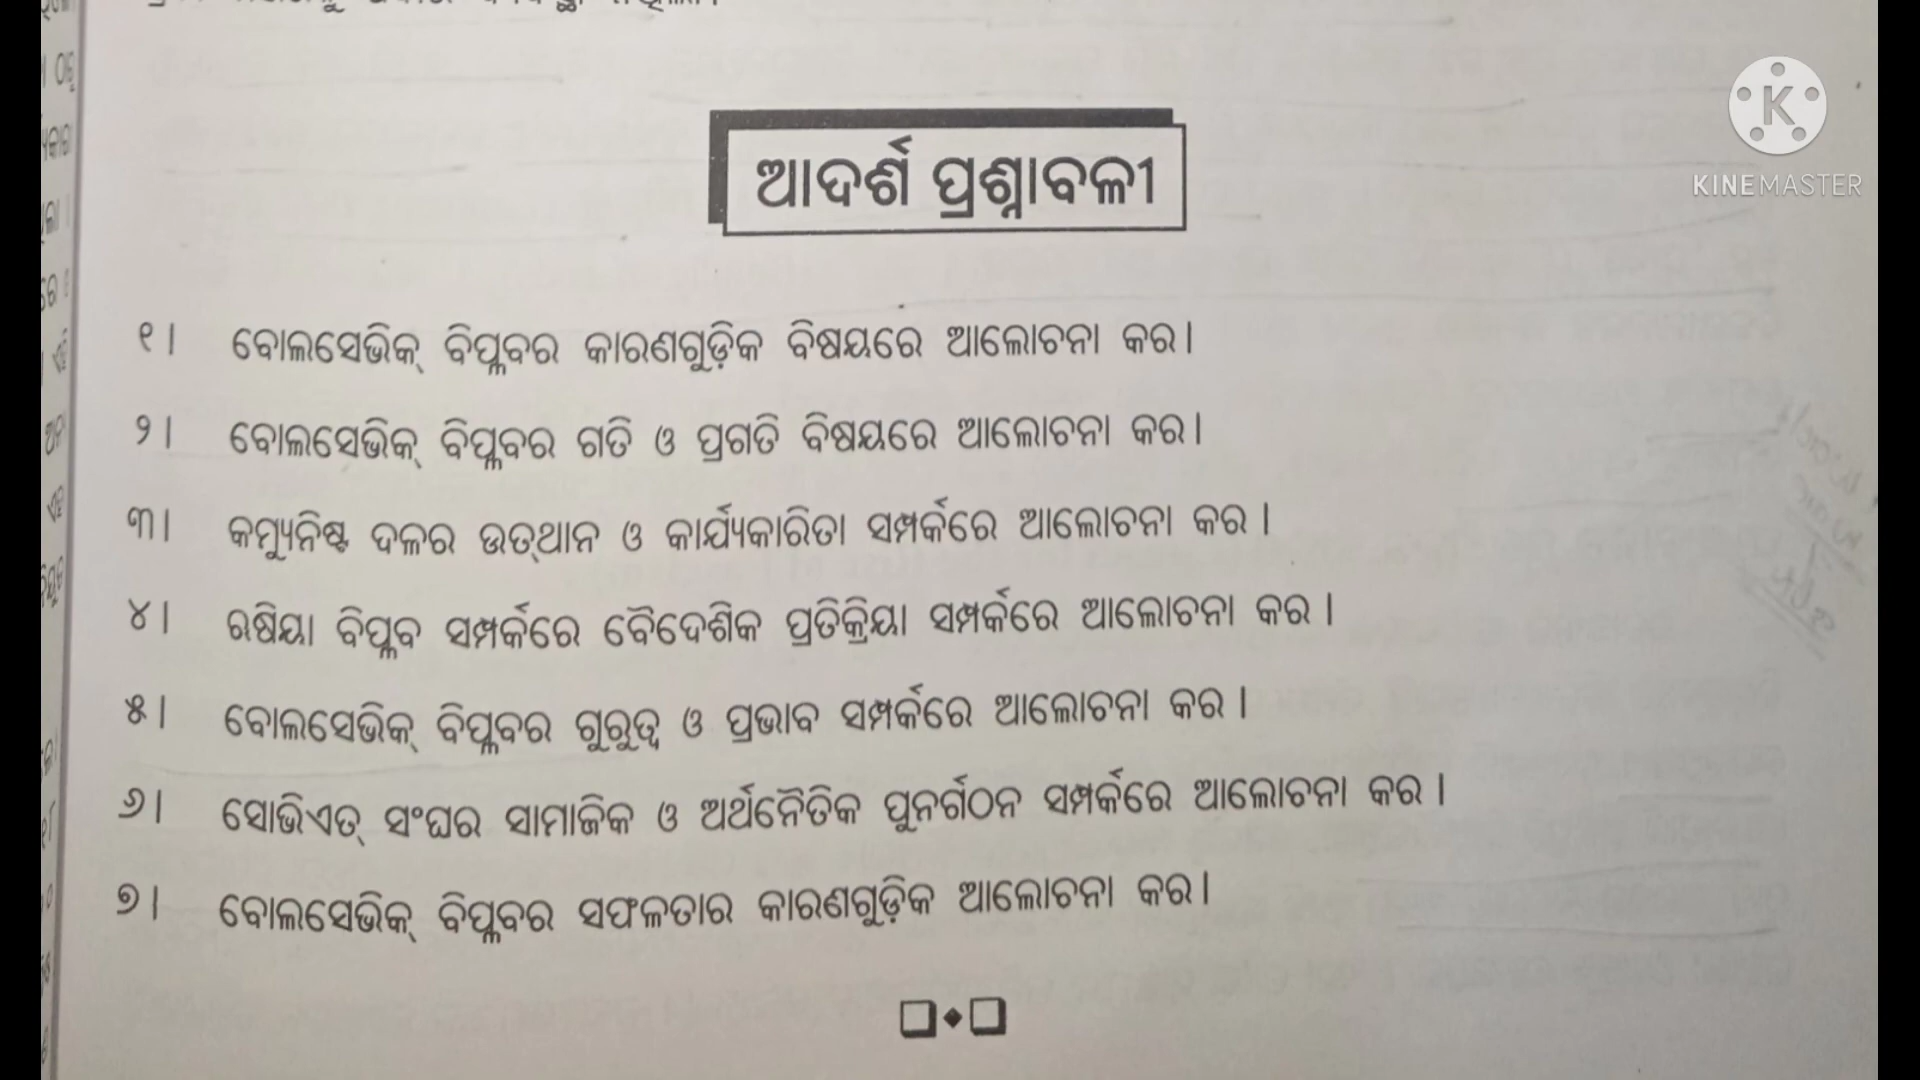 KINEMASTER
ଆଦର୍ଶ ପ୍ରଶ୍ନାବଳୀ
୧। ବୋଲସେଭିକ୍ ବିପ୍ଳବର କାରଣଗୁଡ଼ିକ ବିଷୟରେ ଆଲୋଚନା କର।
୨। ବୋଲସେଭିକ୍ ବିପ୍ଳବର ଗତି ଓ ପ୍ରଗତି ବିଷୟରେ ଆଲୋଚନା କର।
୩। କମ୍ୟୁନିଷ୍ଟ ଦଳର ଉତ୍‌ଥାନ ଓ କାର୍ଯ୍ୟକାରିତା ସମ୍ପର୍କରେ ଆଲୋଚନା କର।
୪। ଋଷିୟା ବିପ୍ଳବ ସମ୍ପର୍କରେ ବୈଦେଶିକ ପ୍ରତିକ୍ରିୟା ସମ୍ପର୍କରେ ଆଲୋଚନା କର।
୫। ବୋଲସେଭିକ୍ ବିପ୍ଳବର ଗୁରୁତ୍ୱ ଓ ପ୍ରଭାବ ସମ୍ପର୍କରେ ଆଲୋଚନା କର।
୬। ସୋଭିଏତ୍ ସଂଘର ସାମାଜିକ ଓ ଅର୍ଥନୈତିକ ପୁନର୍ଗଠନ ସମ୍ପର୍କରେ ଆଲୋଚନା କର।
୭। ବୋଲସେଭିକ୍ ବିପ୍ଳବର ସଫଳତାର କାରଣଗୁଡ଼ିକ ଆଲୋଚନା କର।